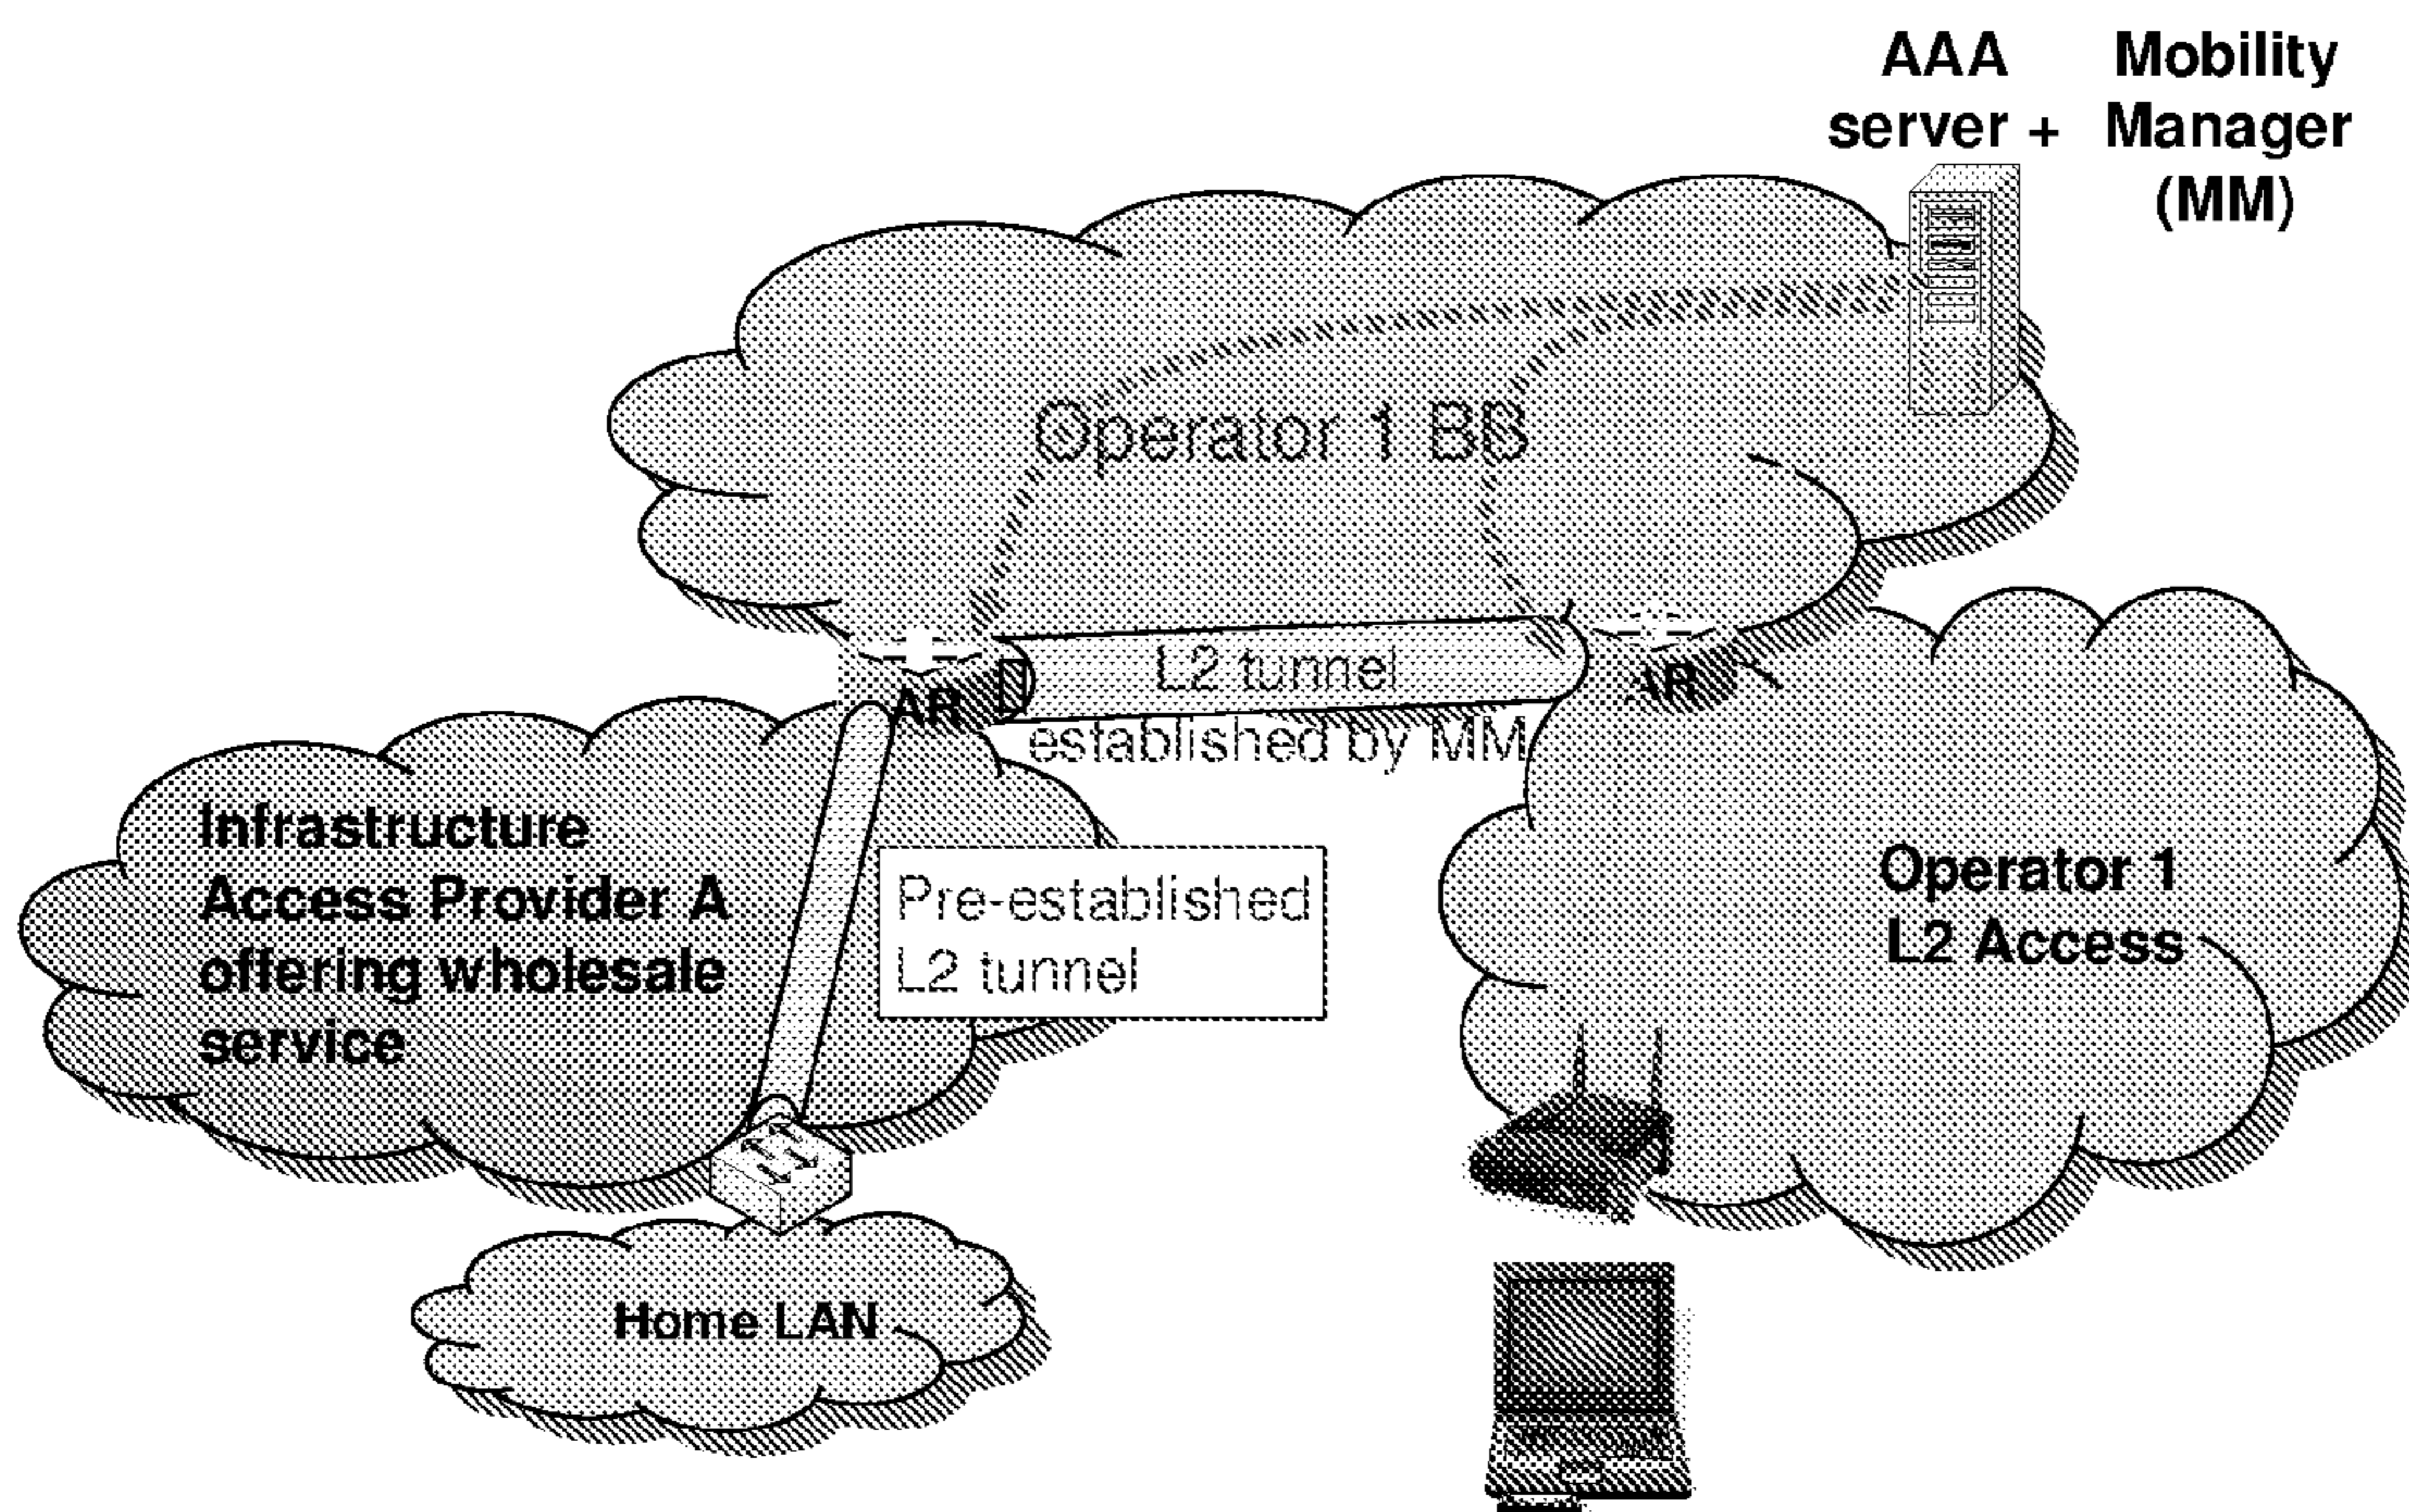 AAA Mobility
server + Manager
(MM)
Operator 1 BB
L2 tunnel
AR
AR
established by MM
Infrastructure
Access Provider A
offering wholesale
service
Pre-established
L2 tunnel
Operator 1
L2 Access
Home LAN